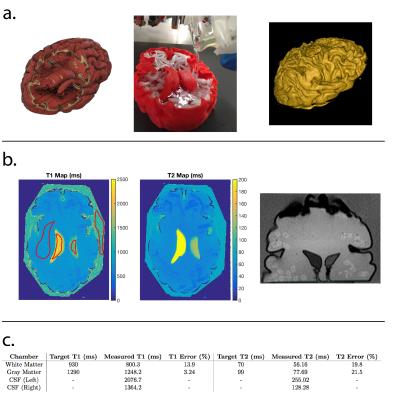 a.
b.
T1 Map (ms)
T2 Map (ms)
2500
2000
1500
1000
500
0
200
180
160
140
120
100
80
60
40
20
0
c.
Chamber Target T1 (ms) Measured T1 (ms) T1 Error (%) Target T2 (ms) Measured T2 (ms) T2 Error (%)
White Matter 930 800.3 13.9 70 56.16 19.8
Gray Matter 1290 1248.2 3.24 99 77.69 21.5
CSF (Left) - 2076.7 - 255.02 -
CSF (Right) - 1364.2 - 128.28 -